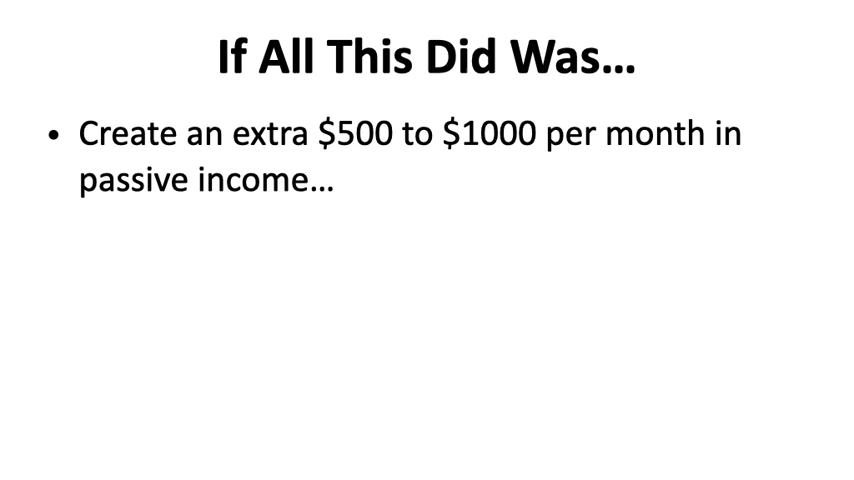 If All This Did Was…
• Create an extra $500 to $1000 per month in
passive income…